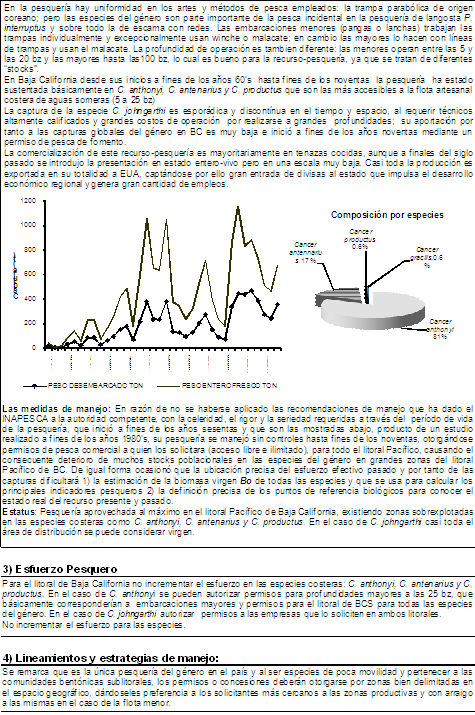 En la pesquería hay uniformidad en los artes y métodos de pesca empleados: la trampa parabólica de origen
coreano; pero las especies del género son parte importante de la pesca incidental en la pesquería de langosta P.
interruptus y sobre todo la de escama con redes. Las embarcaciones menores (pangas o lanchas) trabajan las
trampas individualmente y excepcionalmente usan winche o malacate; en cambio las mayores lo hacen con líneas
de trampas y usan el malacate. La profundidad de operación es tambien diferente: las menores operan entre las 5 y
las 20 bz y las mayores hasta las100 bz, lo cual es bueno para la recurso-pesquería, ya que se tratan de diferentes
"stocks".
En Baja California desde sus inicios a fines de los años 60's hasta fines de los noventas la pesquería ha estado
sustentada básicamente en C. anthonyi, C. antenarius y C. productus que son las más accesibles a la flota artesanal
costera de aguas someras (5 a 25 bz)
La captura de la especie C. johngarthi es esporádica y discontínua en el tiempo y espacio, al requerir técnicos
altamente calificados y grandes costos de operación por realizarse a grandes profundidades; su aportación por
tanto a las capturas globales del género en BC es muy baja e inició a fines de los años noventas mediante un
permiso de pesca de fomento.
La comercialización de este recurso-pesquería es mayoritariamente en tenazas cocidas, aunque a finales del siglo
pasado se introdujo la presentación en estado entero-vivo pero en una escala muy baja. Casi toda la producción es
exportada en su totalidad a EUA, captándose por ello gran entrada de divisas al estado que impulsa el desarrollo
económico regional y genera gran cantidad de empleos.
1200
1000
800
600
400
200
0
PESO DESEMBARCADO TON
PESO ENTERO FRESCO TON
Composición por especies
Cancer
productus
0.6%
Cancer
antennariu
s 17 %
Cancer
gracilis,0.6
%
Cancer
anthonyi
81%
Las medidas de manejo: En razón de no se haberse aplicado las recomendaciones de manejo que ha dado el
INAPESCA a la autoridad competente, con la celeridad, el rigor y la seriedad requeridas a través del período de vida
de la pesquería, que inició a fines de los años sesentas y que son las mostradas abajo, producto de un estudio
realizado a fines de los años 1980's, su pesquería se manejó sin controles hasta fines de los noventas, otorgándose
permisos de pesca comercial a quien los solicitara (acceso libre e ilimitado), para todo el litoral Pacífico, causando el
consecuente deterioro de muchos stocks poblacionales en las especies del género en grandes zonas del litoral
Pacífico de BC. De igual forma ocasionó que la ubicación precisa del esfuerzo efectivo pasado y por tanto de las
capturas dificultará 1) la estimación de la biomasa virgen Bo de todas las especies y que se usa para calcular los
principales indicadores pesqueros 2) la definición precisa de los puntos de referencia biológicos para conocer el
estado real del recurso presente y pasado.
Estatus: Pesquería aprovechada al máximo en el litoral Pacífico de Baja California, existiendo zonas sobrexplotadas
en las especies costeras como C. anthonyi, C. antenarius y C. productus. En el caso de C. johngarthi casi toda el
área de distribución se puede considerar virgen.
3) Esfuerzo Pesquero
Para el litoral de Baja California no incrementar el esfuerzo en las especies costeras: C. anthonyi, C. antenarius y C.
productus. En el caso de C. anthonyi se pueden autorizar permisos para profundidades mayores a las 25 bz, que
básicamente corresponderían a embarcaciones mayores y permisos para el litoral de BCS para todas las especies
del género. En el caso de C. johngarthi autorizar permisos a las empresas que lo soliciten en ambos litorales.
No incrementar el esfuerzo para las especies.
4) Lineamientos y estrategias de manejo:
Se remarca que es la única pesquería del género en el país y al ser especies de poca movilidad y pertenecer a las
comunidades bentónicas sublitorales, los permisos o concesiones deberán otorgarse por zonas bien delimitadas en
el espacio geográfico, dándoseles preferencia a los solicitantes más cercanos a las zonas productivas y con arraigo
a las mismas en el caso de la flota menor.